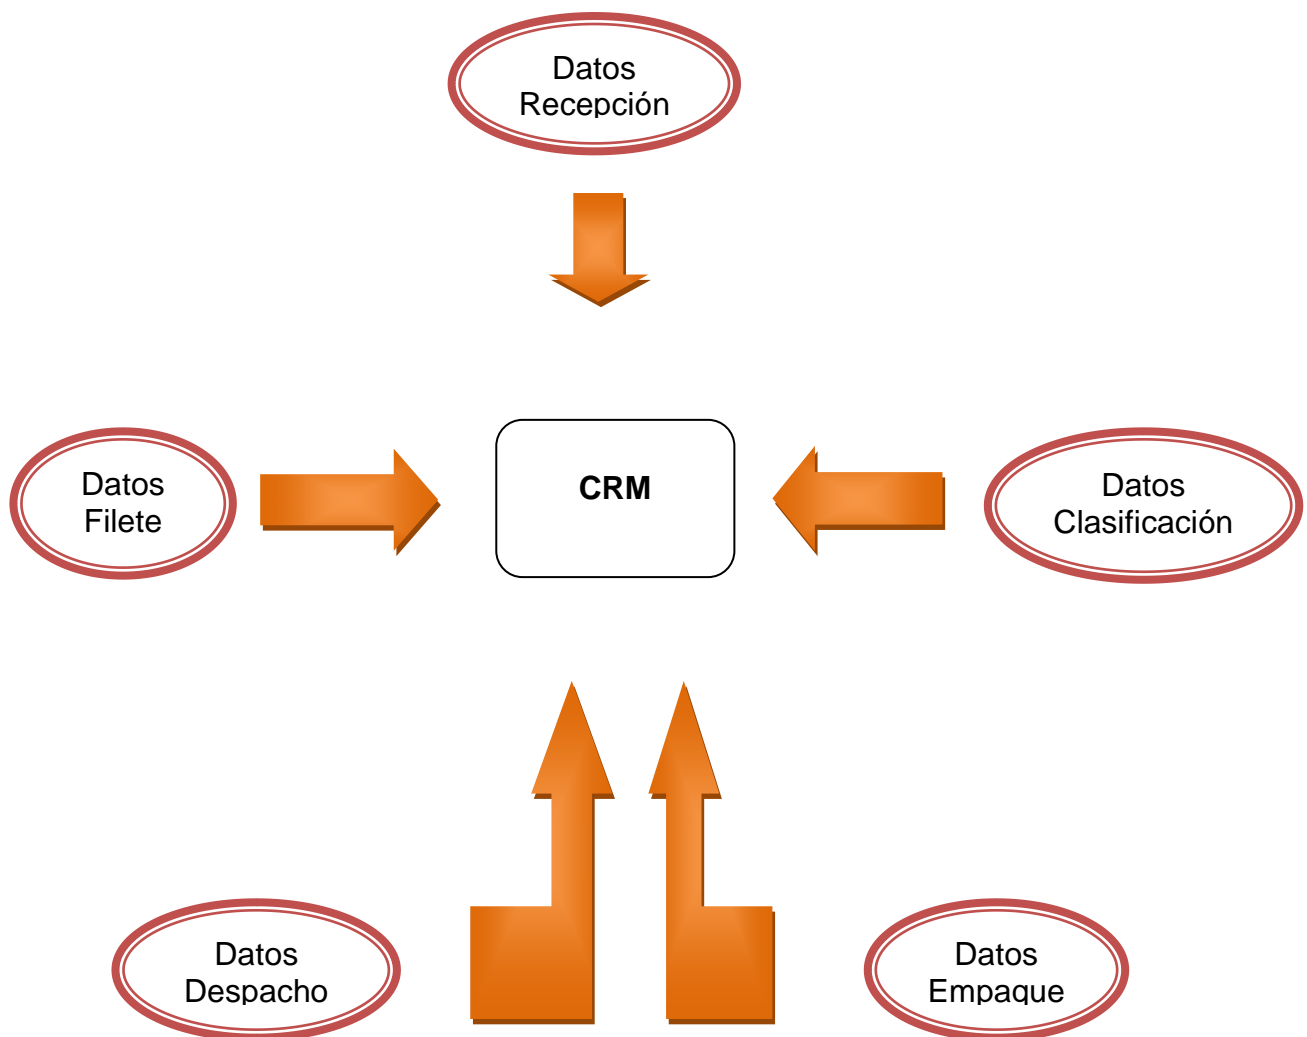 Datos
Recepción
Datos
Filete
CRM
Datos
Clasificación
Datos
Despacho
Datos
Empaque